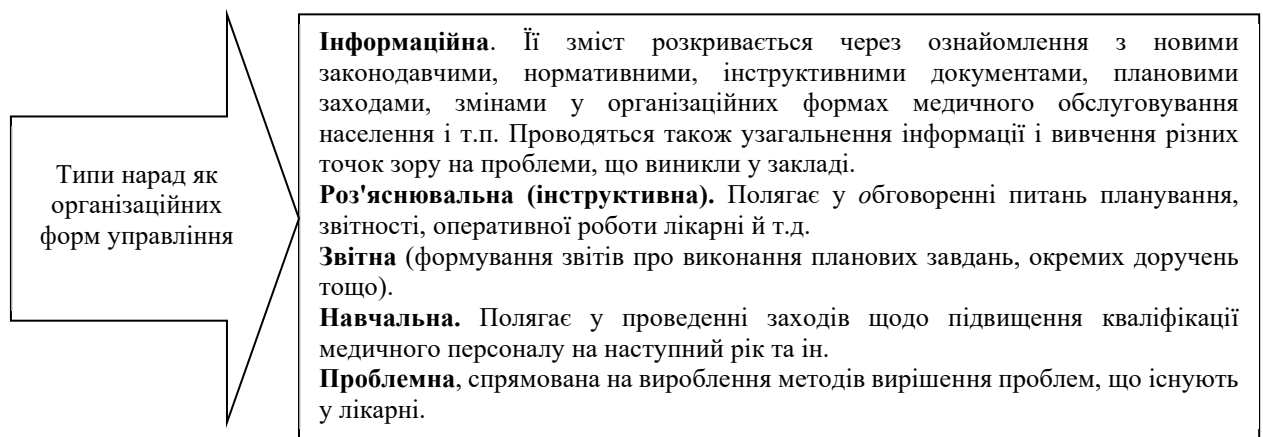 Типи нарад як
організаційних
форм управління
Інформаційна. Її зміст розкривається через ознайомлення з новими
законодавчими, нормативними, інструктивними документами, плановими
заходами, змінами у організаційних формах медичного обслуговування
населення і т.п. Проводяться також узагальнення інформації і вивчення різних
точок зору на проблеми, що виникли у закладі.
Роз'яснювальна (інструктивна). Полягає у обговоренні питань планування,
звітності, оперативної роботи лікарні й т.д.
Звітна (формування звітів про виконання планових завдань, окремих доручень
тощо).
Навчальна. Полягає у проведенні заходів щодо підвищення кваліфікації
медичного персоналу на наступний рік та ін.
Проблемна, спрямована на вироблення методів вирішення проблем, що існують
у лікарні.